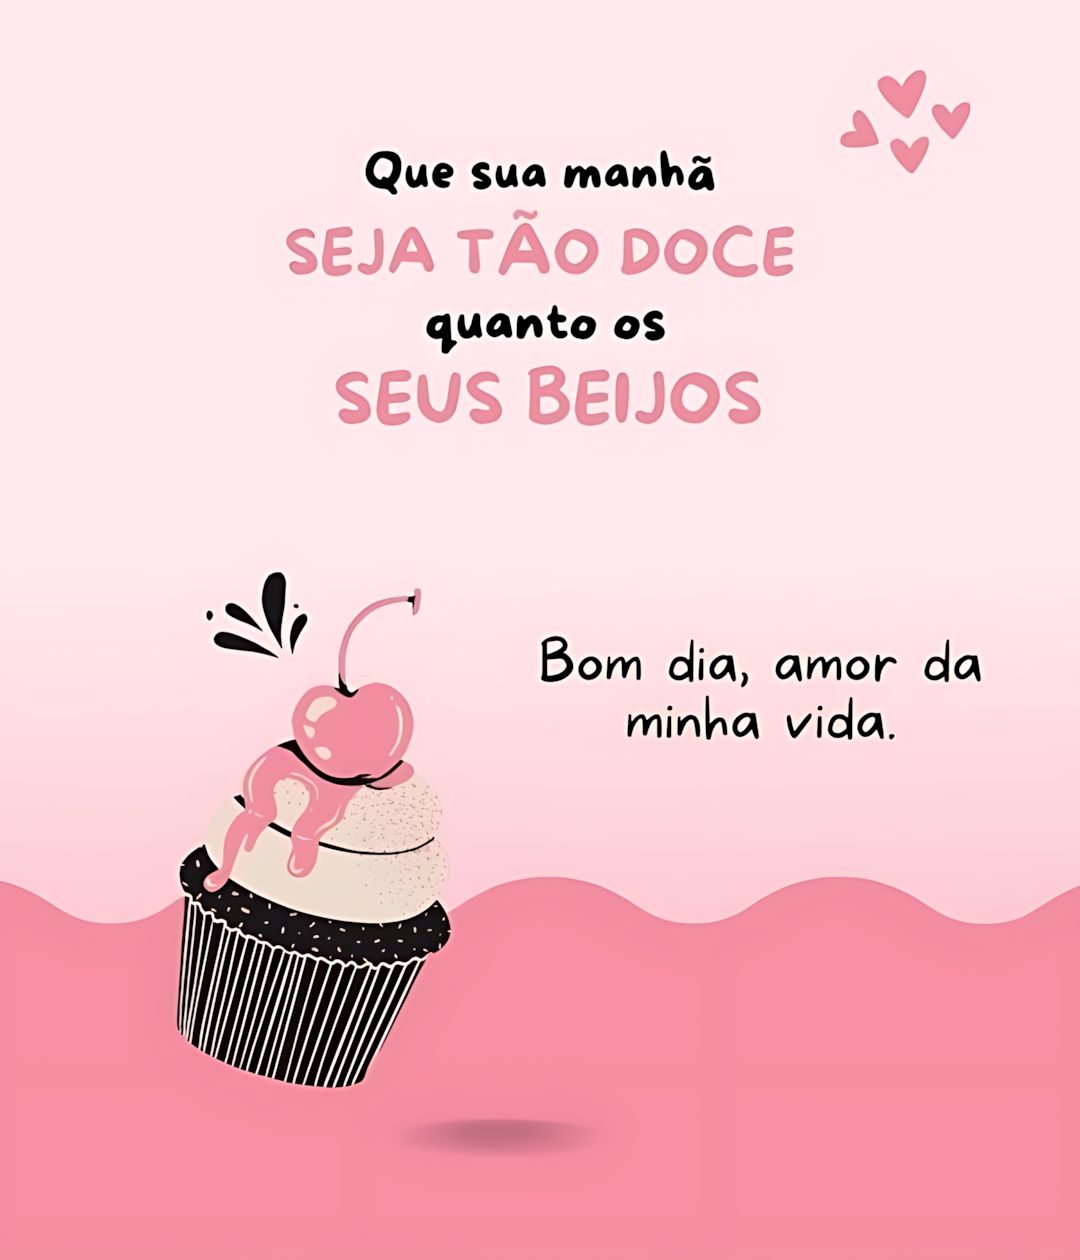 Que sua manhã
SEJA TÃO DOCE
quanto os
SEUS BEIJOS
Bom dia, amor da
minha vida.